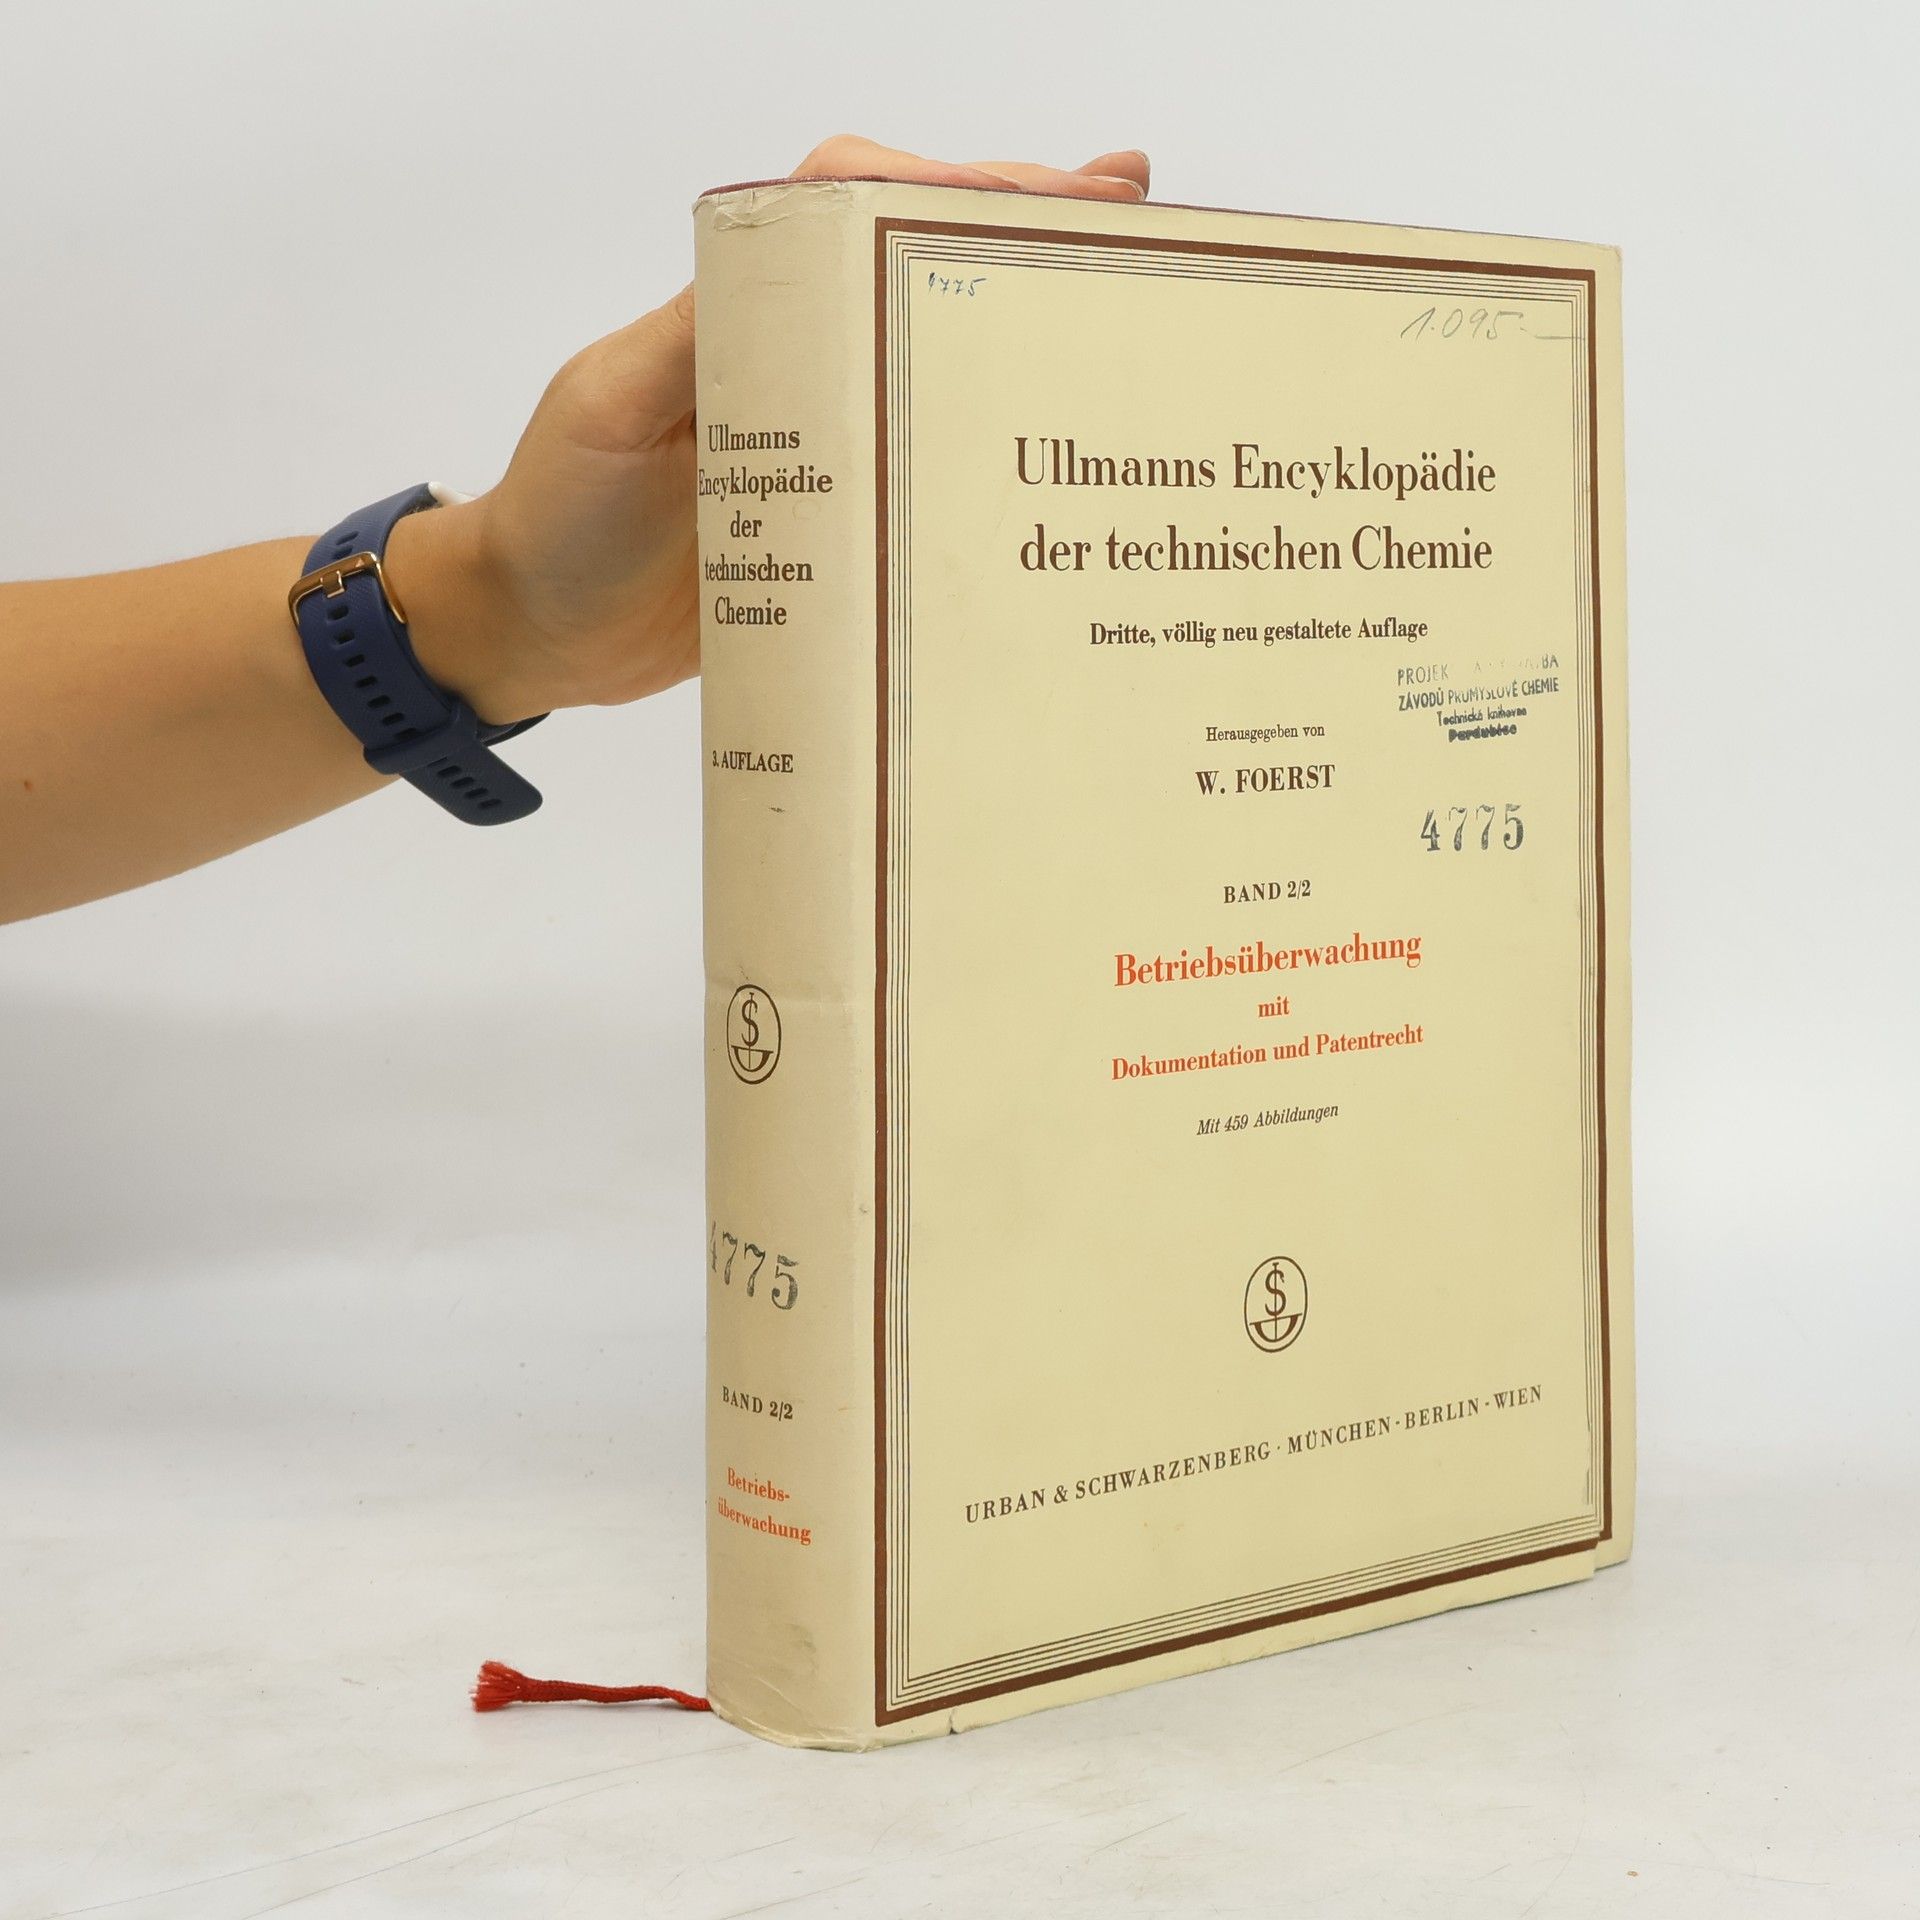 Ullmanns
Encyklopädie
der
technischen
Chemie
3. AUFLAGE
4775
BAND 2/2
Betriebs-
überwachung
4775
1.095-
Ullmanns Encyklopädie
der technischen Chemie
Dritte, völlig neu gestaltete Auflage
Herausgegeben von
W. FOERST
ZÁVODŮ PRŮMYSLOVÉ CHEMIE
Technická knihovna
Pardubice
4775
BAND 2/2
Betriebsüberwachung
mit
Dokumentation und Patentrecht
Mit 459 Abbildungen
URBAN & SCHWARZENBERG · MÜNCHEN - BERLIN - WIEN